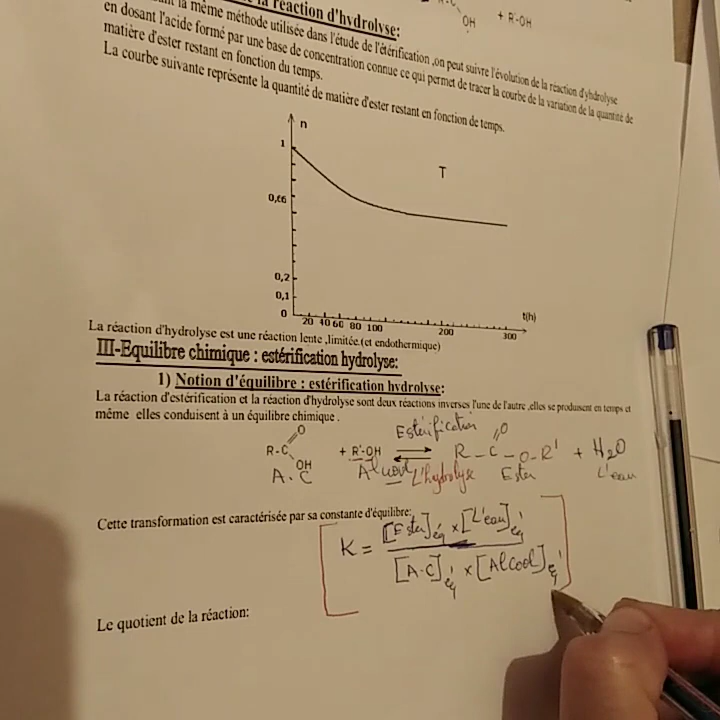 OH
+ R'-OH
la réaction d'hydrolyse:
la même méthode utilisée dans l'étude de l'étérification ,on peut suivre l'évolution de la réaction d'yhdrolyse
en dosant l'acide formé par une base de concentration connue ce qui permet de tracer la courbe de la variation de la quantité de
matière d'ester restant en fonction du temps.
La courbe suivante représente la quantité de matière d'ester restant en fonction de temps.
n
1
T
0,66
0,2
0,1
0
t(h)
20 40 60 80 100 200 300
La réaction d'hydrolyse est une réaction lente ,limitée.(et endothermique)
III-Equilibre chimique : estérification hydrolyse:
1) Notion d'équilibre : estérification hydrolyse:
La réaction d'estérification et la réaction d'hydrolyse sont deux réactions inverses l'une de l'autre ,elles se produisent en temps et
même elles conduisent à un équilibre chimique .
Estérification
O O
R-C + R'-OH ⇌ R-C-O-R' + H₂O
OH
A.C Alcool L'hydrolyse Ester L'eau
Cette transformation est caractérisée par sa constante d'équilibre:
K = [Ester]éq × [L'eau]éq
[A.C]éq × [Alcool]éq
Le quotient de la réaction: